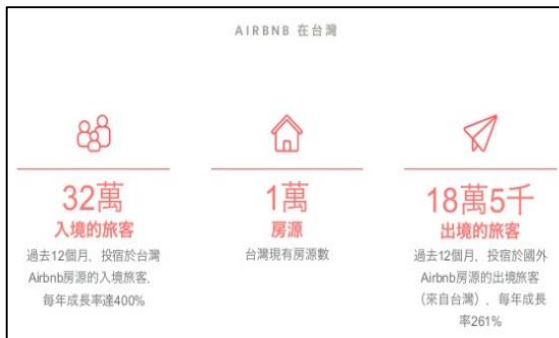 AIRBNB 在台灣
32萬
入境的旅客
過去12個月、投宿於台灣
Airbnb房源的入境旅客、
每年成長率達400%
1萬
房源
台灣現有房源數
18萬5千
出境的旅客
過去12個月、投宿於國外
Airbnb房源的出境旅客
（來自台灣）、每年成長
率261%